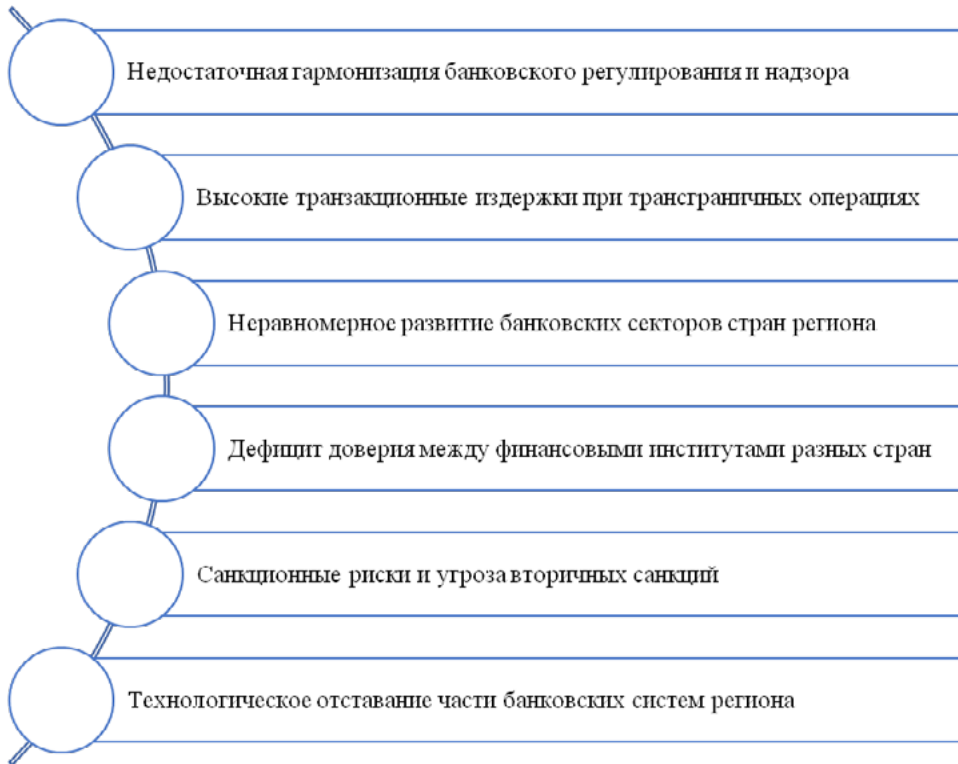 Недостаточная гармонизация банковского регулирования и надзора
Высокие транзакционные издержки при трансграничных операциях
Неравномерное развитие банковских секторов стран региона
Дефицит доверия между финансовыми институтами разных стран
Санкционные риски и угроза вторичных санкций
Технологическое отставание части банковских систем региона